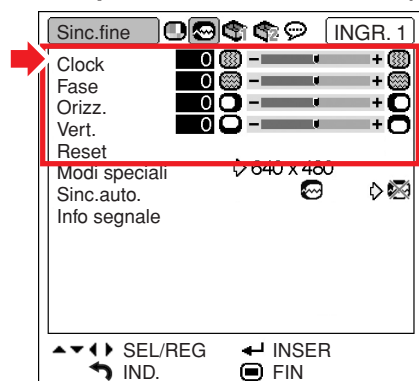 Sinc.fine INGR. 1
Clock 0 - +
Fase 0 - +
Orizz. 0 - +
Vert. 0 - +
Reset
Modi speciali 640 x 480
Sinc.auto.
Info segnale
SEL/REG INSER
IND. FIN